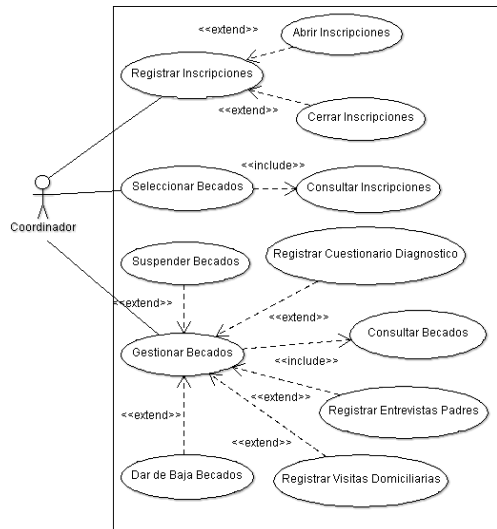 <<extend>>
Abrir Inscripciones
Registrar Inscripciones
<<extend>>
Cerrar Inscripciones
<<include>>
Seleccionar Becados
Consultar Inscripciones
Coordinador
Suspender Becados
Registrar Cuestionario Diagnostico
<<extend>>
<<extend>>
Consultar Becados
Gestionar Becados
<<include>>
<<extend>>
Registrar Entrevistas Padres
<<extend>>
<<extend>>
Dar de Baja Becados
Registrar Visitas Domiciliarias